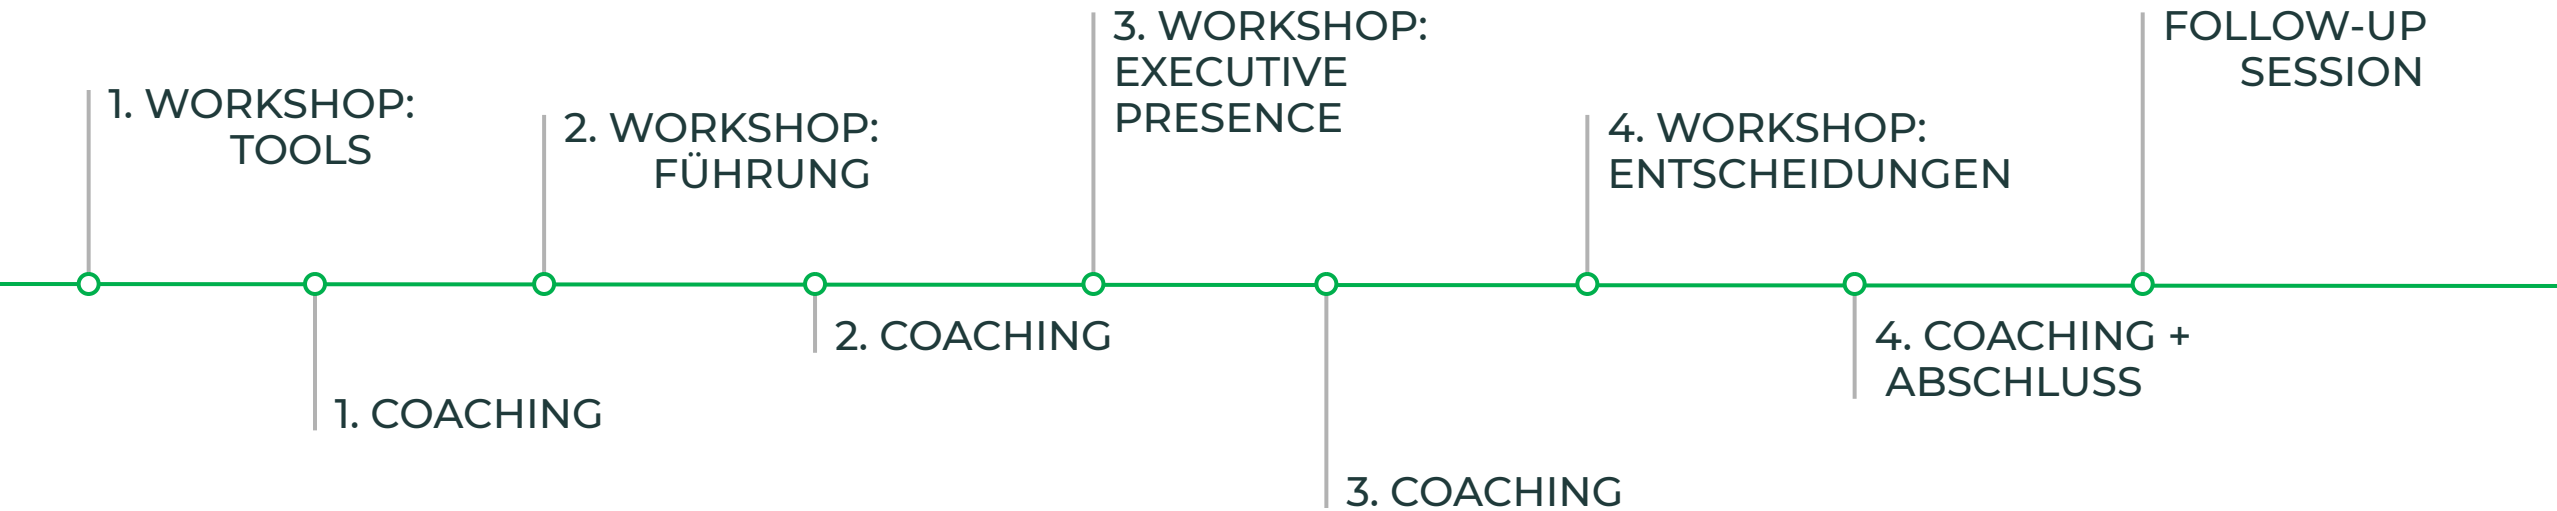 1. WORKSHOP:
TOOLS
1. COACHING
2. WORKSHOP:
FÜHRUNG
2. COACHING
3. WORKSHOP:
EXECUTIVE
PRESENCE
3. COACHING
4. WORKSHOP:
ENTSCHEIDUNGEN
4. COACHING +
ABSCHLUSS
FOLLOW-UP
SESSION